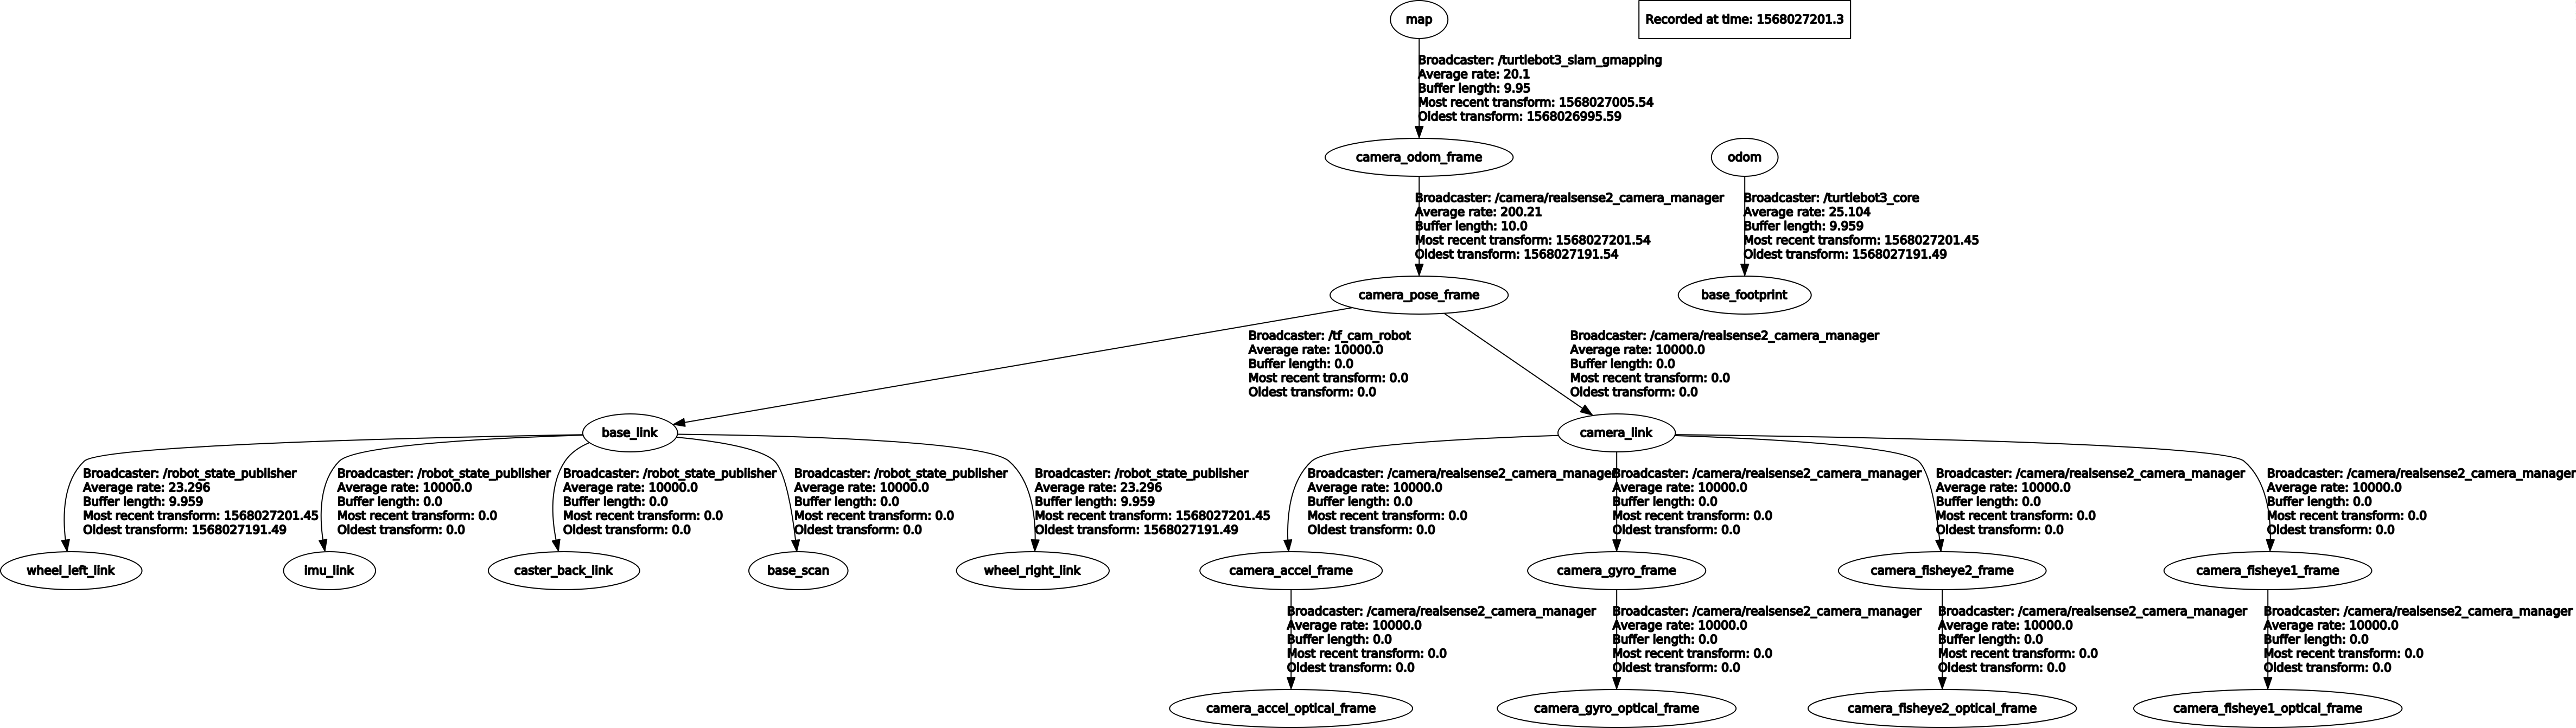 map
Recorded at time: 1568027201.3
Broadcaster: /turtlebot3_slam_gmapping
Average rate: 20.1
Buffer length: 9.95
Most recent transform: 1568027005.54
Oldest transform: 1568026995.59
camera_odom_frame
odom
Broadcaster: /camera/realsense2_camera_manager
Average rate: 200.21
Buffer length: 10.0
Most recent transform: 1568027201.54
Oldest transform: 1568027191.54
Broadcaster: /turtlebot3_core
Average rate: 25.104
Buffer length: 9.959
Most recent transform: 1568027201.45
Oldest transform: 1568027191.49
camera_pose_frame
base_footprint
Broadcaster: /tf_cam_robot
Average rate: 10000.0
Buffer length: 0.0
Most recent transform: 0.0
Oldest transform: 0.0
Broadcaster: /camera/realsense2_camera_manager
Average rate: 10000.0
Buffer length: 0.0
Most recent transform: 0.0
Oldest transform: 0.0
base_link
camera_link
Broadcaster: /robot_state_publisher
Average rate: 23.296
Buffer length: 9.959
Most recent transform: 1568027201.45
Oldest transform: 1568027191.49
Broadcaster: /robot_state_publisher
Average rate: 10000.0
Buffer length: 0.0
Most recent transform: 0.0
Oldest transform: 0.0
Broadcaster: /robot_state_publisher
Average rate: 10000.0
Buffer length: 0.0
Most recent transform: 0.0
Oldest transform: 0.0
Broadcaster: /robot_state_publisher
Average rate: 10000.0
Buffer length: 0.0
Most recent transform: 0.0
Oldest transform: 0.0
Broadcaster: /robot_state_publisher
Average rate: 23.296
Buffer length: 9.959
Most recent transform: 1568027201.45
Oldest transform: 1568027191.49
Broadcaster: /camera/realsense2_camera_manager
Average rate: 10000.0
Buffer length: 0.0
Most recent transform: 0.0
Oldest transform: 0.0
Broadcaster: /camera/realsense2_camera_manager
Average rate: 10000.0
Buffer length: 0.0
Most recent transform: 0.0
Oldest transform: 0.0
Broadcaster: /camera/realsense2_camera_manager
Average rate: 10000.0
Buffer length: 0.0
Most recent transform: 0.0
Oldest transform: 0.0
Broadcaster: /camera/realsense2_camera_manager
Average rate: 10000.0
Buffer length: 0.0
Most recent transform: 0.0
Oldest transform: 0.0
wheel_left_link
imu_link
caster_back_link
base_scan
wheel_right_link
camera_accel_frame
camera_gyro_frame
camera_fisheye2_frame
camera_fisheye1_frame
Broadcaster: /camera/realsense2_camera_manager
Average rate: 10000.0
Buffer length: 0.0
Most recent transform: 0.0
Oldest transform: 0.0
Broadcaster: /camera/realsense2_camera_manager
Average rate: 10000.0
Buffer length: 0.0
Most recent transform: 0.0
Oldest transform: 0.0
Broadcaster: /camera/realsense2_camera_manager
Average rate: 10000.0
Buffer length: 0.0
Most recent transform: 0.0
Oldest transform: 0.0
Broadcaster: /camera/realsense2_camera_manager
Average rate: 10000.0
Buffer length: 0.0
Most recent transform: 0.0
Oldest transform: 0.0
camera_accel_optical_frame
camera_gyro_optical_frame
camera_fisheye2_optical_frame
camera_fisheye1_optical_frame